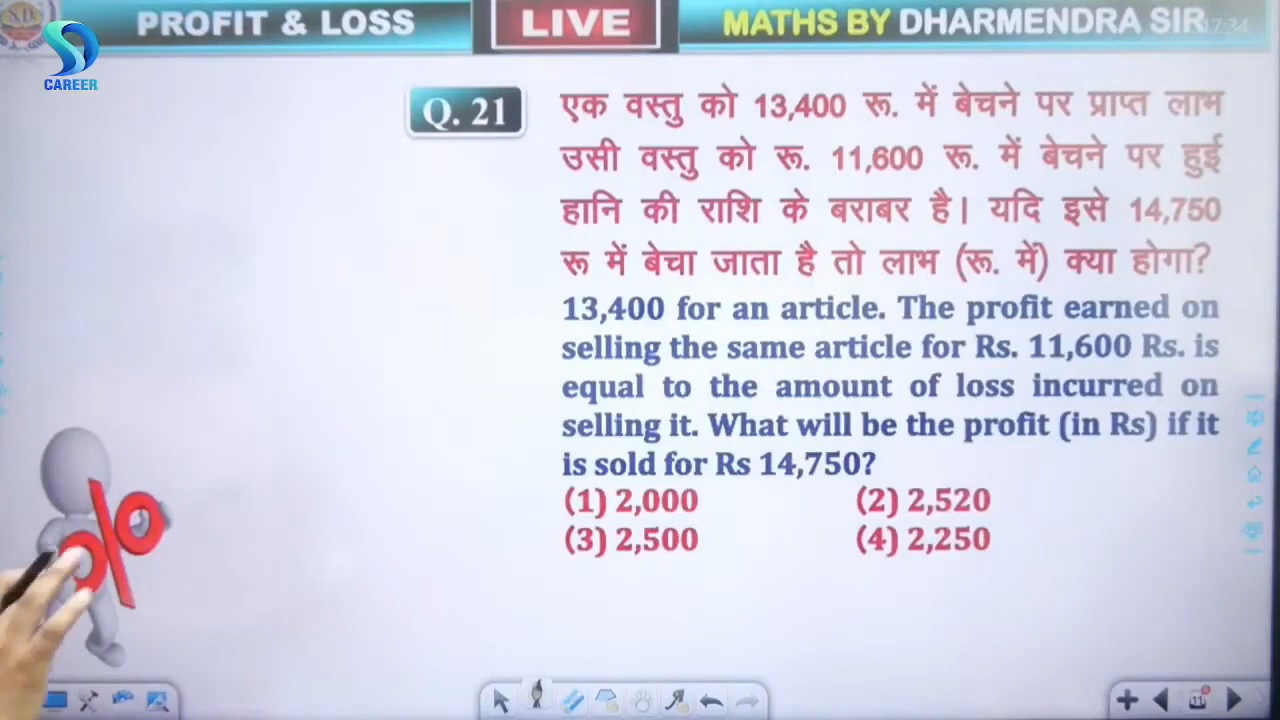 PROFIT & LOSS
LIVE
MATHS BY DHARMENDRA SIR
17:34
CAREER
Q. 21
एक वस्तु को 13,400 रू. में बेचने पर प्राप्त लाभ
उसी वस्तु को रू. 11,600 रू. में बेचने पर हुई
हानि की राशि के बराबर है। यदि इसे 14,750
रू में बेचा जाता है तो लाभ (रू. में) क्या होगा?
13,400 for an article. The profit earned on
selling the same article for Rs. 11,600 Rs. is
equal to the amount of loss incurred on
selling it. What will be the profit (in Rs) if it
is sold for Rs 14,750?
(1) 2,000 (2) 2,520
(3) 2,500 (4) 2,250
11